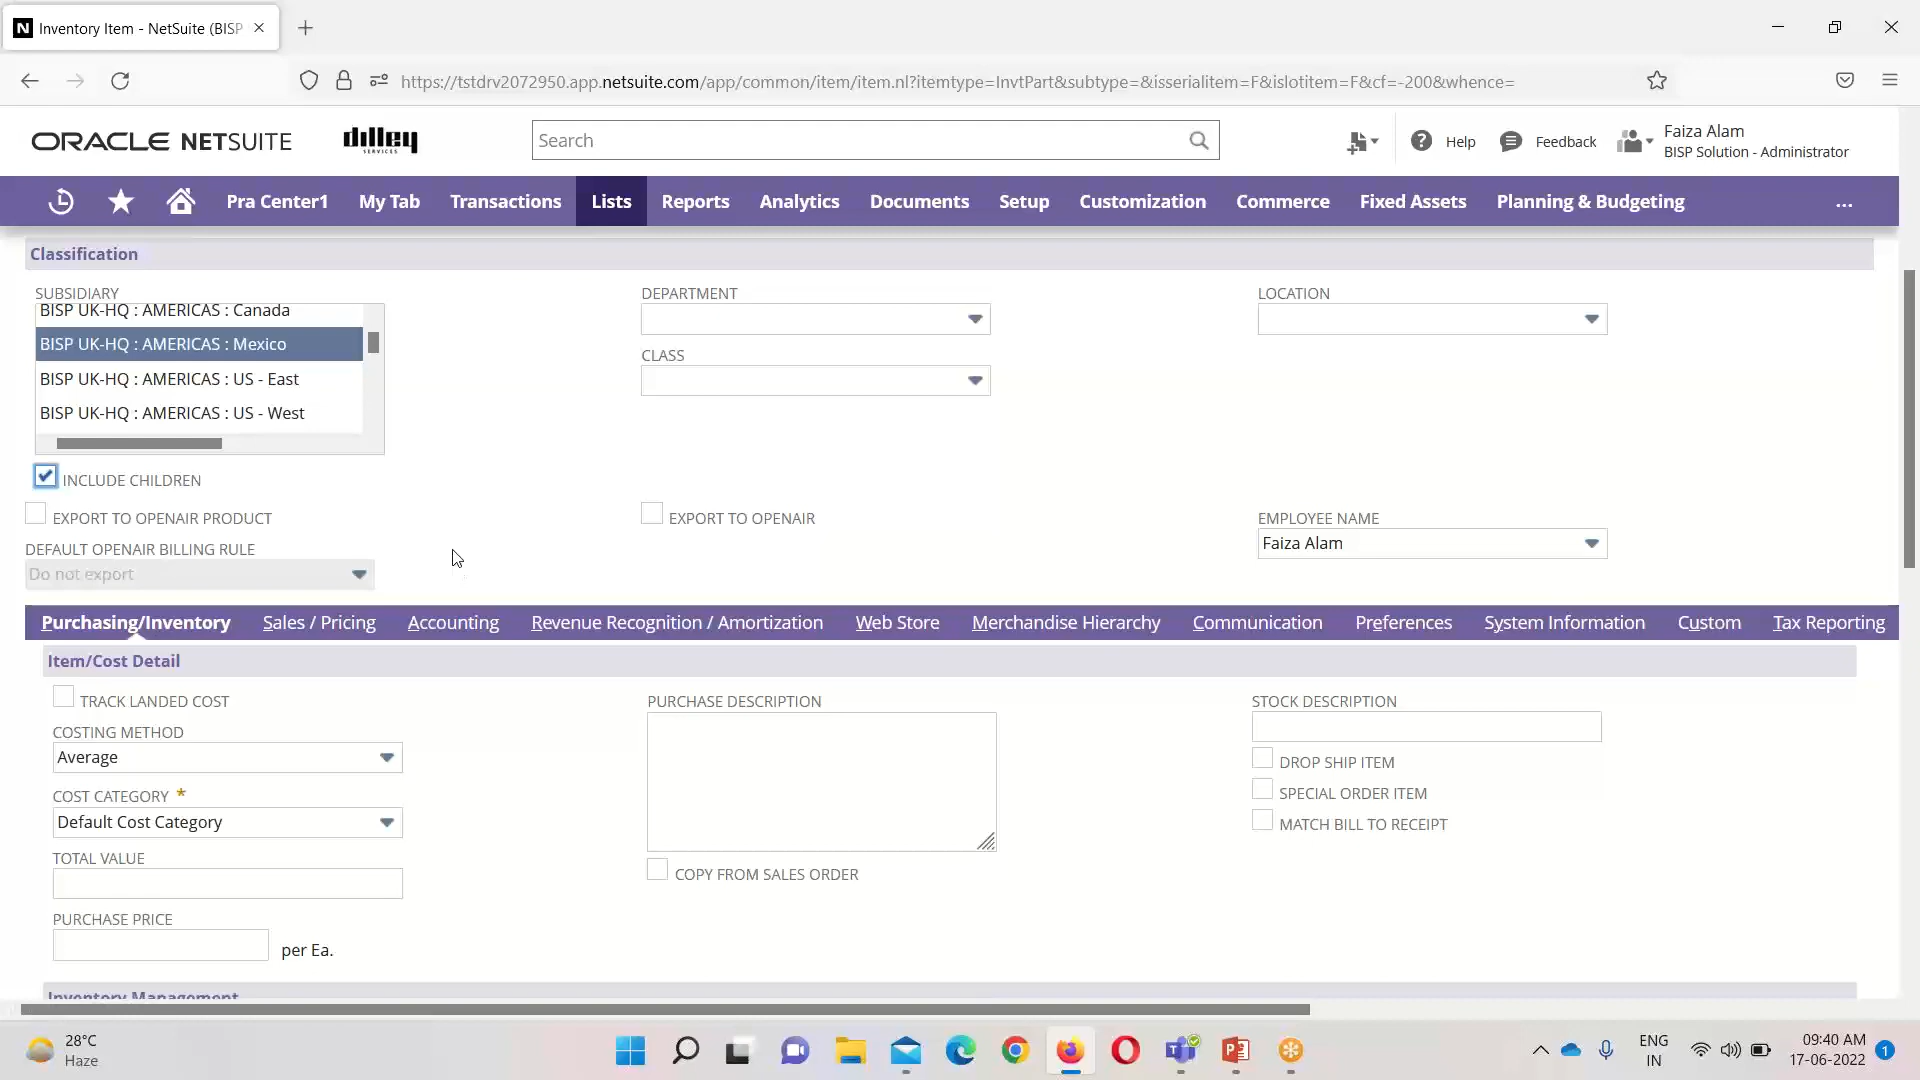 N Inventory Item - NetSuite (BISP
https://tstdrv2072950.app.netsuite.com/app/common/item/item.nl?itemtype=InvtPart&subtype=&isserialitem=F&islotitem=F&cf=-200&whence=
ORACLE NETSUITE
dilley
SERVICES
Search
Help
Feedback
Faiza Alam
BISP Solution - Administrator
Pra Center1 My Tab Transactions Lists Reports Analytics Documents Setup Customization Commerce Fixed Assets Planning & Budgeting ...
Classification
SUBSIDIARY
BISP UK-HQ : AMERICAS : Canada
BISP UK-HQ : AMERICAS : Mexico
BISP UK-HQ : AMERICAS : US - East
BISP UK-HQ : AMERICAS : US - West
INCLUDE CHILDREN
DEPARTMENT
CLASS
LOCATION
EXPORT TO OPENAIR PRODUCT
EXPORT TO OPENAIR
EMPLOYEE NAME
Faiza Alam
DEFAULT OPENAIR BILLING RULE
Do not export
Purchasing/Inventory Sales / Pricing Accounting Revenue Recognition / Amortization Web Store Merchandise Hierarchy Communication Preferences System Information Custom Tax Reporting
Item/Cost Detail
TRACK LANDED COST
COSTING METHOD
Average
COST CATEGORY *
Default Cost Category
TOTAL VALUE
PURCHASE PRICE
per Ea.
PURCHASE DESCRIPTION
COPY FROM SALES ORDER
STOCK DESCRIPTION
DROP SHIP ITEM
SPECIAL ORDER ITEM
MATCH BILL TO RECEIPT
Inventory Management
28°C
Haze
ENG
IN
09:40 AM
17-06-2022
1